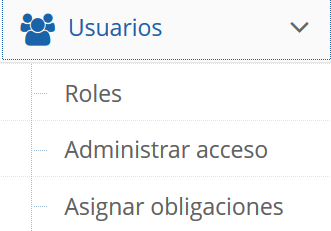 Usuarios
Roles
Administrar acceso
Asignar obligaciones